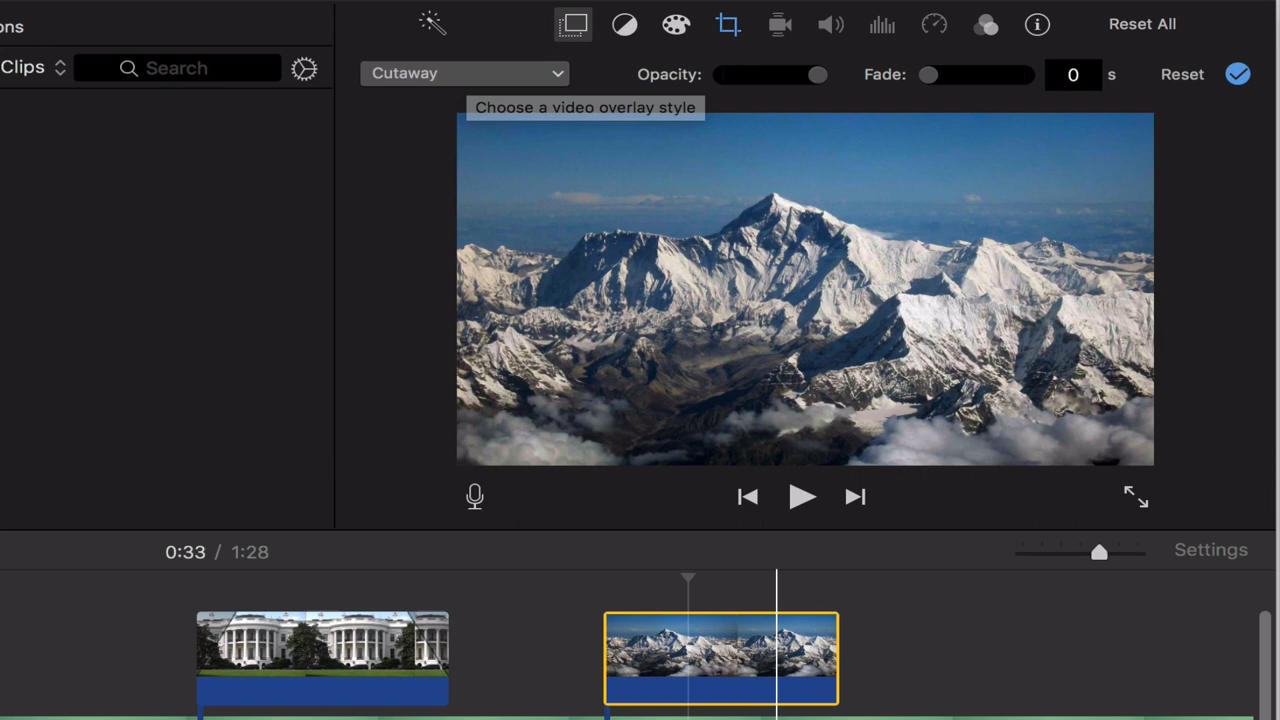 ons
Reset All
Clips
Search
Cutaway
Opacity:
Fade:
0
s
Reset
Choose a video overlay style
0:33 / 1:28
Settings